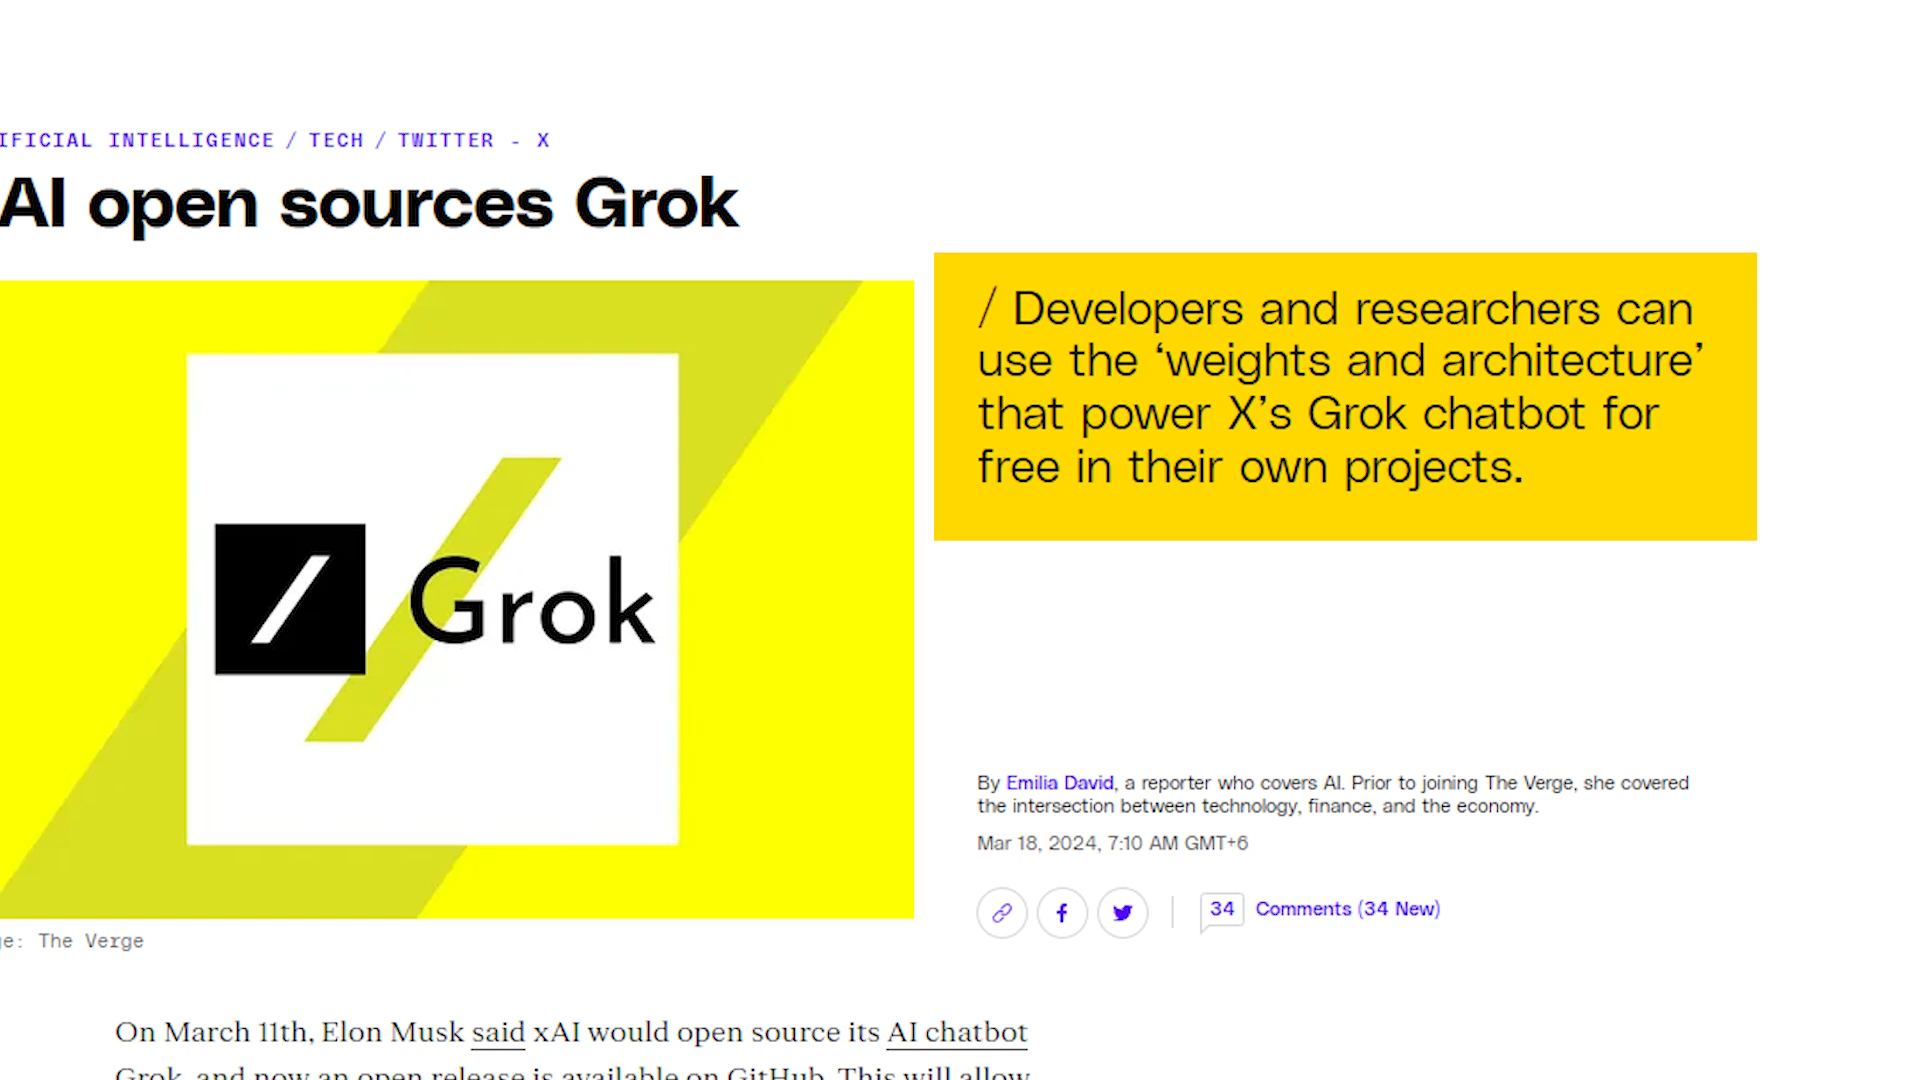 IFICIAL INTELLIGENCE / TECH / TWITTER - X
AI open sources Grok
/ Developers and researchers can
use the ‘weights and architecture’
that power X’s Grok chatbot for
free in their own projects.
Grok
By Emilia David, a reporter who covers AI. Prior to joining The Verge, she covered
the intersection between technology, finance, and the economy.
Mar 18, 2024, 7:10 AM GMT+6
34 Comments (34 New)
ge: The Verge
On March 11th, Elon Musk said xAI would open source its AI chatbot
Grok, and now an open release is available on GitHub. This will allow